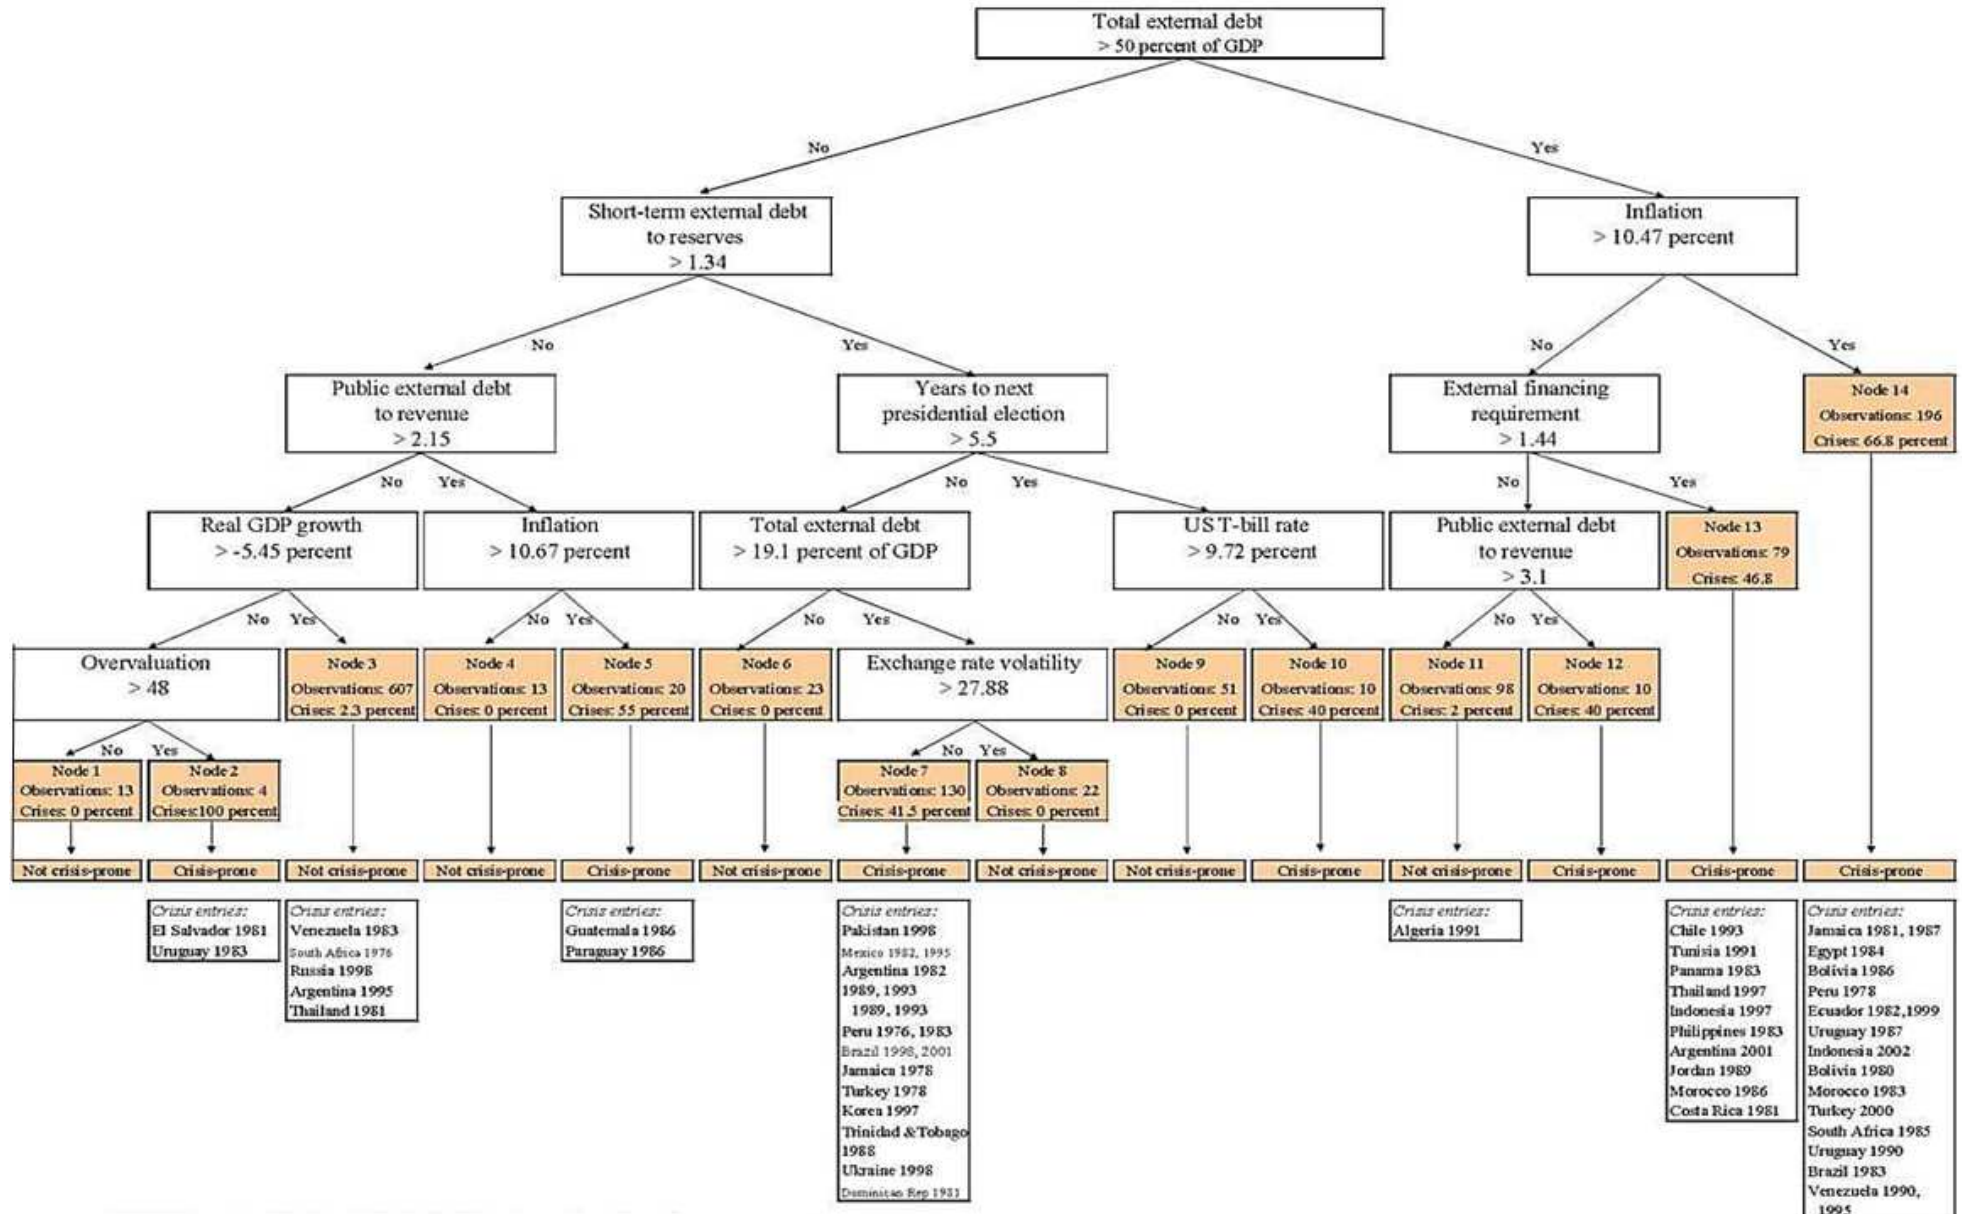 Total external debt
> 50 percent of GDP
No
Yes
Short-term external debt
to reserves
> 1.34
Inflation
> 10.47 percent
No
Yes
No
Yes
Public external debt
to revenue
> 2.15
Years to next
presidential election
> 5.5
External financing
requirement
> 1.44
Node 14
Observations: 196
Crises: 66.8 percent
No
Yes
No
Yes
No
Yes
Real GDP growth
> -5.45 percent
Inflation
> 10.67 percent
Total external debt
> 19.1 percent of GDP
US T-bill rate
> 9.72 percent
Public external debt
to revenue
> 3.1
Node 13
Observations: 79
Crises: 46.8
No
Yes
No
Yes
No
Yes
No
Yes
No
Yes
Overvaluation
> 48
Node 3
Observations: 607
Crises: 2.3 percent
Node 4
Observations: 13
Crises: 0 percent
Node 5
Observations: 20
Crises: 55 percent
Node 6
Observations: 23
Crises: 0 percent
Exchange rate volatility
> 27.88
Node 9
Observations: 51
Crises: 0 percent
Node 10
Observations: 10
Crises: 40 percent
Node 11
Observations: 98
Crises: 2 percent
Node 12
Observations: 10
Crises: 40 percent
No
Yes
No
Yes
Node 1
Observations: 13
Crises: 0 percent
Node 2
Observations: 4
Crises:100 percent
Node 7
Observations: 130
Crises: 41.5 percent
Node 8
Observations: 22
Crises: 0 percent
Not crisis-prone
Crisis-prone
Not crisis-prone
Not crisis-prone
Crisis-prone
Not crisis-prone
Crisis-prone
Not crisis-prone
Not crisis-prone
Crisis-prone
Not crisis-prone
Crisis-prone
Crisis-prone
Crisis-prone
Crisis entries:
El Salvador 1981
Uruguay 1983
Crisis entries:
Venezuela 1983
South Africa 1976
Russia 1998
Argentina 1995
Thailand 1981
Crisis entries:
Guatemala 1986
Paraguay 1986
Crisis entries:
Pakistan 1998
Mexico 1982, 1995
Argentina 1982
1989, 1993
1989, 1993
Peru 1976, 1983
Brazil 1998, 2001
Jamaica 1978
Turkey 1978
Korea 1997
Trinidad &Tobago
1988
Ukraine 1998
Dominican Rep 1981
Crisis entries:
Algeria 1991
Crisis entries:
Chile 1993
Tunisia 1991
Panama 1983
Thailand 1997
Indonesia 1997
Philippines 1983
Argentina 2001
Jordan 1989
Morocco 1986
Costa Rica 1981
Crisis entries:
Jamaica 1981, 1987
Egypt 1984
Bolivia 1986
Peru 1978
Ecuador 1982,1999
Uruguay 1987
Indonesia 2002
Bolivia 1980
Morocco 1983
Turkey 2000
South Africa 1985
Uruguay 1990
Brazil 1983
Venezuela 1990,
1995